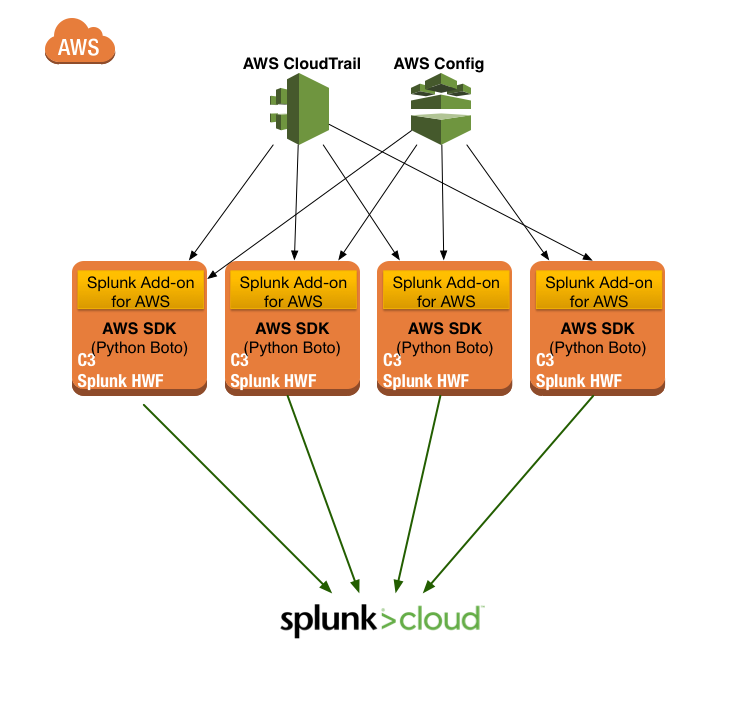 AWS
AWS CloudTrail
AWS Config
Splunk Add-on
for AWS
AWS SDK
(Python Boto)
C3
Splunk HWF
Splunk Add-on
for AWS
AWS SDK
(Python Boto)
C3
Splunk HWF
Splunk Add-on
for AWS
AWS SDK
(Python Boto)
C3
Splunk HWF
Splunk Add-on
for AWS
AWS SDK
(Python Boto)
C3
Splunk HWF
splunk>cloud™